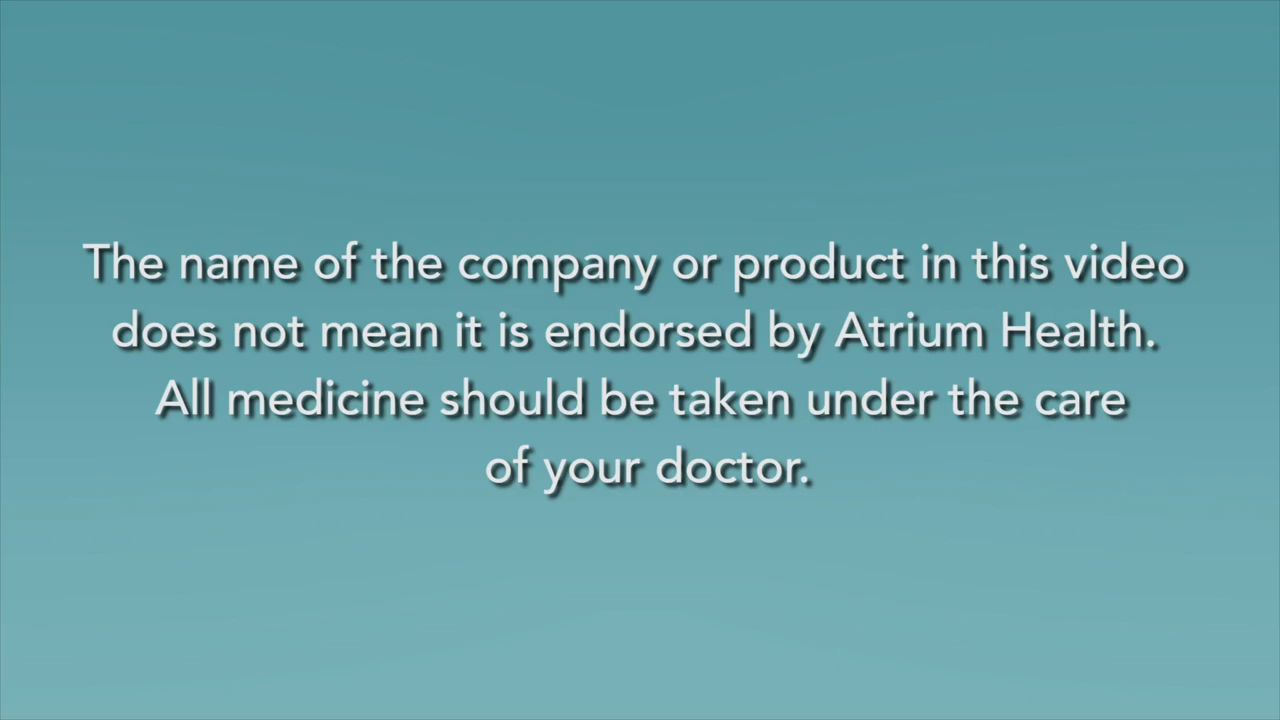 The name of the company or product in this video
does not mean it is endorsed by Atrium Health.
All medicine should be taken under the care
of your doctor.